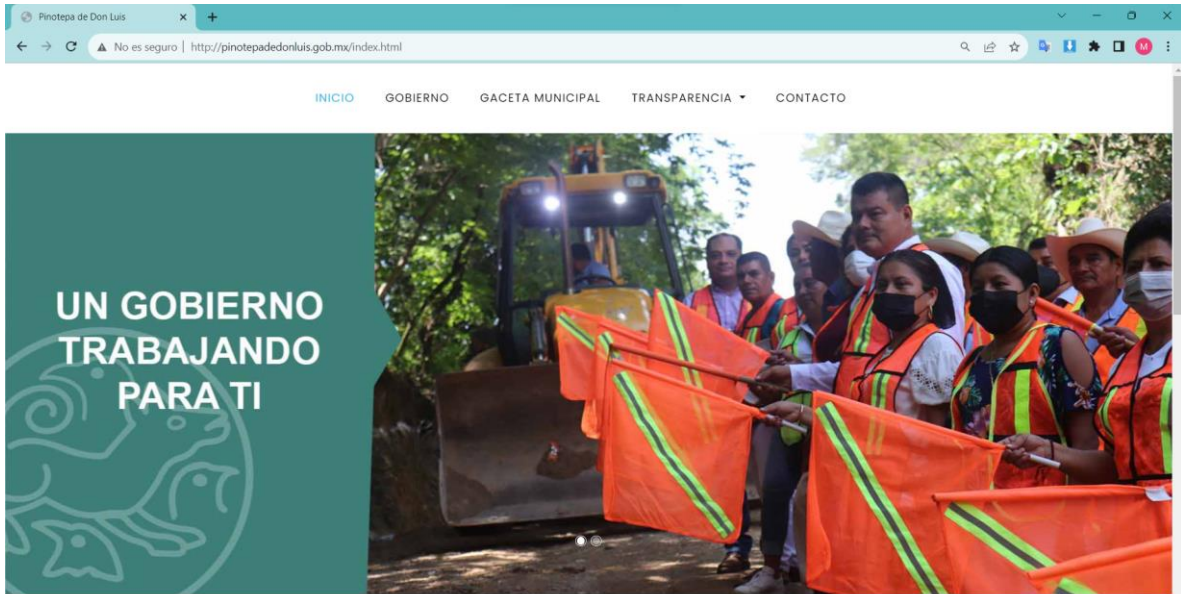 Pinotepa de Don Luis
No es seguro | http://pinotepadedonluis.gob.mx/index.html
M
INICIO GOBIERNO GACETA MUNICIPAL TRANSPARENCIA CONTACTO
UN GOBIERNO
TRABAJANDO
PARA TI